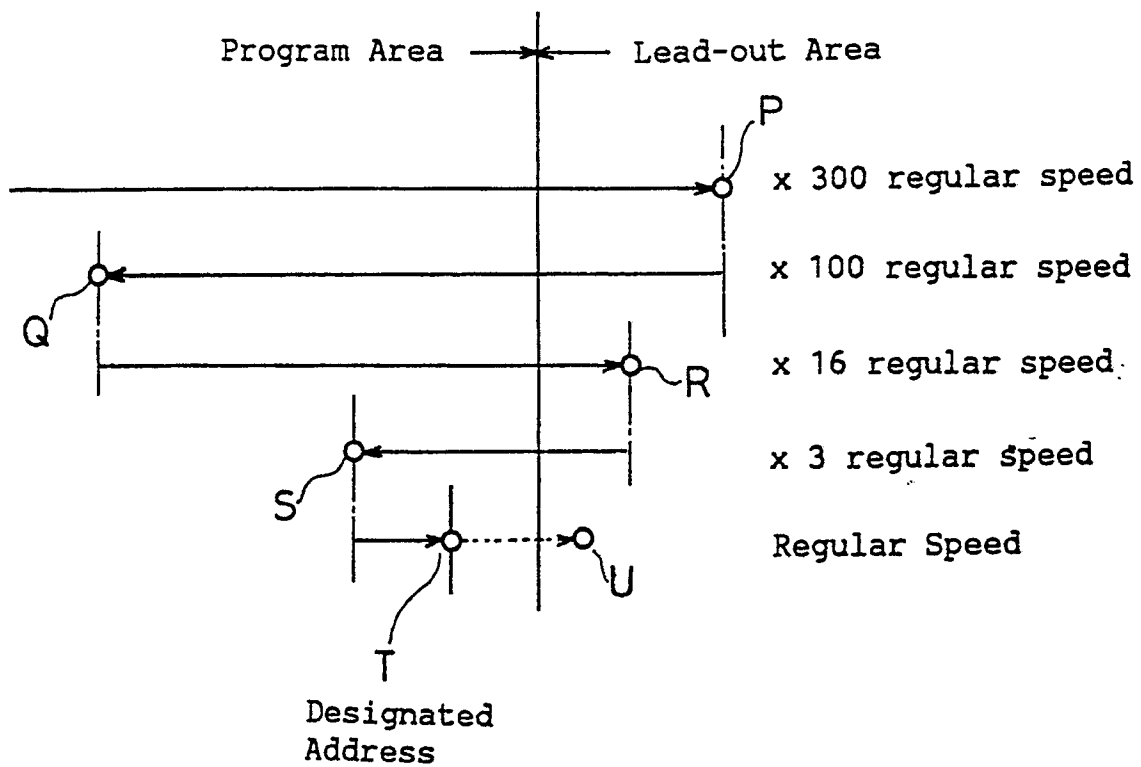 Program Area Lead-out Area
P
x 300 regular speed
x 100 regular speed
Q
x 16 regular speed
R
x 3 regular speed
S
Regular Speed
U
T
Designated
Address